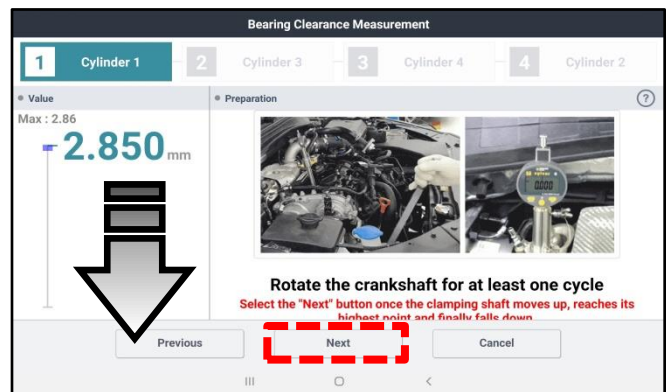 Bearing Clearance Measurement
1 Cylinder 1
2 Cylinder 3
3 Cylinder 4
4 Cylinder 2
Value
Max : 2.86
2.850 mm
Preparation
?
0.000
Rotate the crankshaft for at least one cycle
Select the "Next" button once the clamping shaft moves up, reaches its
highest point and finally falls down
Previous
Next
Cancel